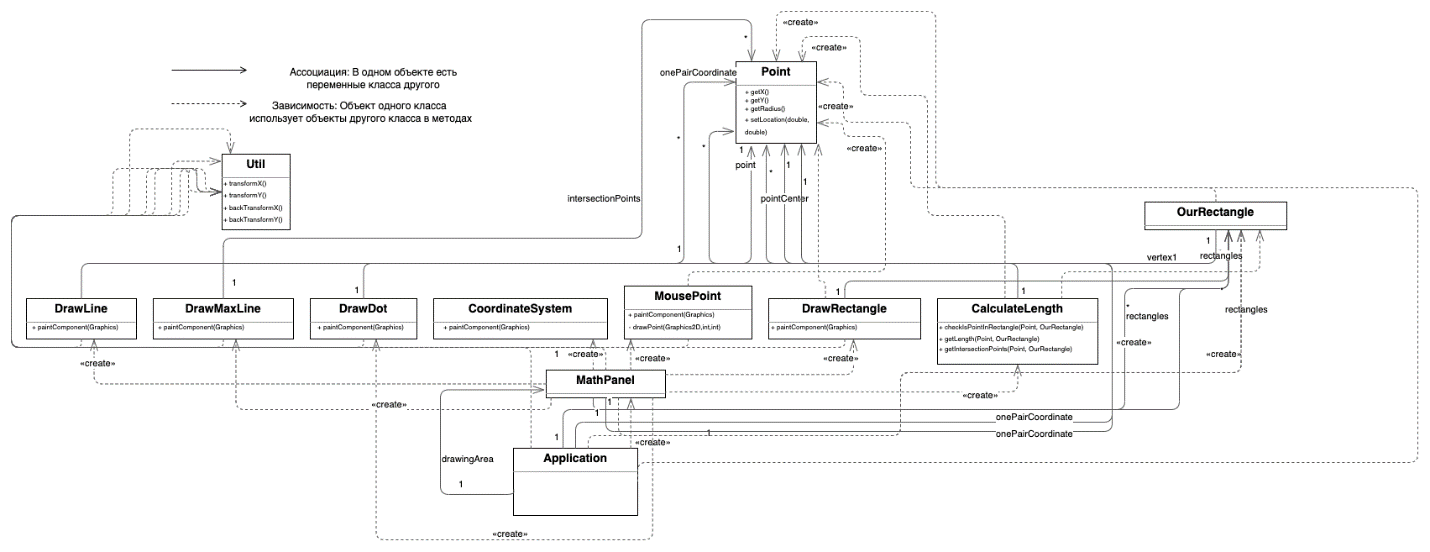 «create»
«create»
Point
onePairCoordinate
+ getX()
+ getY()
+ getRadius()
+ setLocation(double,
double)
«create»
«create»
Ассоциация: В одном объекте есть
переменные класса другого
Зависимость: Объект одного класса
использует объекты другого класса в методах
*
*
*
*
1
point
1
1
pointCenter
Util
+ transformX()
+ transformY()
+ backTransformX()
+ backTransformY()
intersectionPoints
OurRectangle
1
vertex1
rectangles
1
1
1
1
1
DrawLine
+ paintComponent(Graphics)
DrawMaxLine
+ paintComponent(Graphics)
DrawDot
+ paintComponent(Graphics)
CoordinateSystem
+ paintComponent(Graphics)
MousePoint
+ paintComponent(Graphics)
- drawPoint(Graphics2D,int,int)
DrawRectangle
+ paintComponent(Graphics)
CalculateLength
+ checkIsPointInRectangle(Point, OurRectangle)
+ getLength(Point, OurRectangle)
+ getIntersectionPoints(Point, OurRectangle)
*
*
rectangles
rectangles
«create»
«create»
«create»
1
«create»
«create»
«create»
MathPanel
«create»
«create»
1
1
1
1
onePairCoordinate
onePairCoordinate
«create»
Application
drawingArea
1
«create»